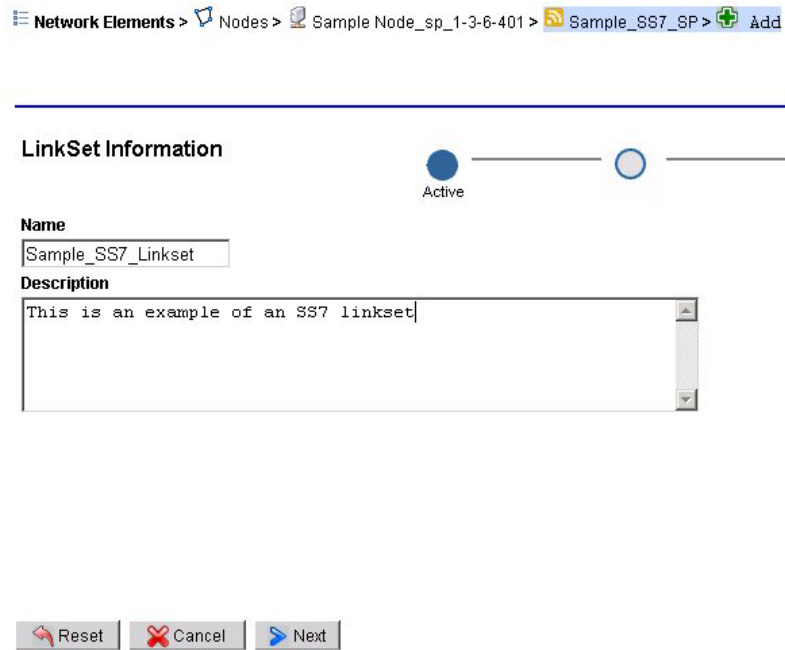 Network Elements > Nodes > Sample Node_sp_1-3-6-401 > Sample_SS7_SP > Add
LinkSet Information
Active
Name
Sample_SS7_Linkset
Description
This is an example of an SS7 linkset
Reset Cancel Next